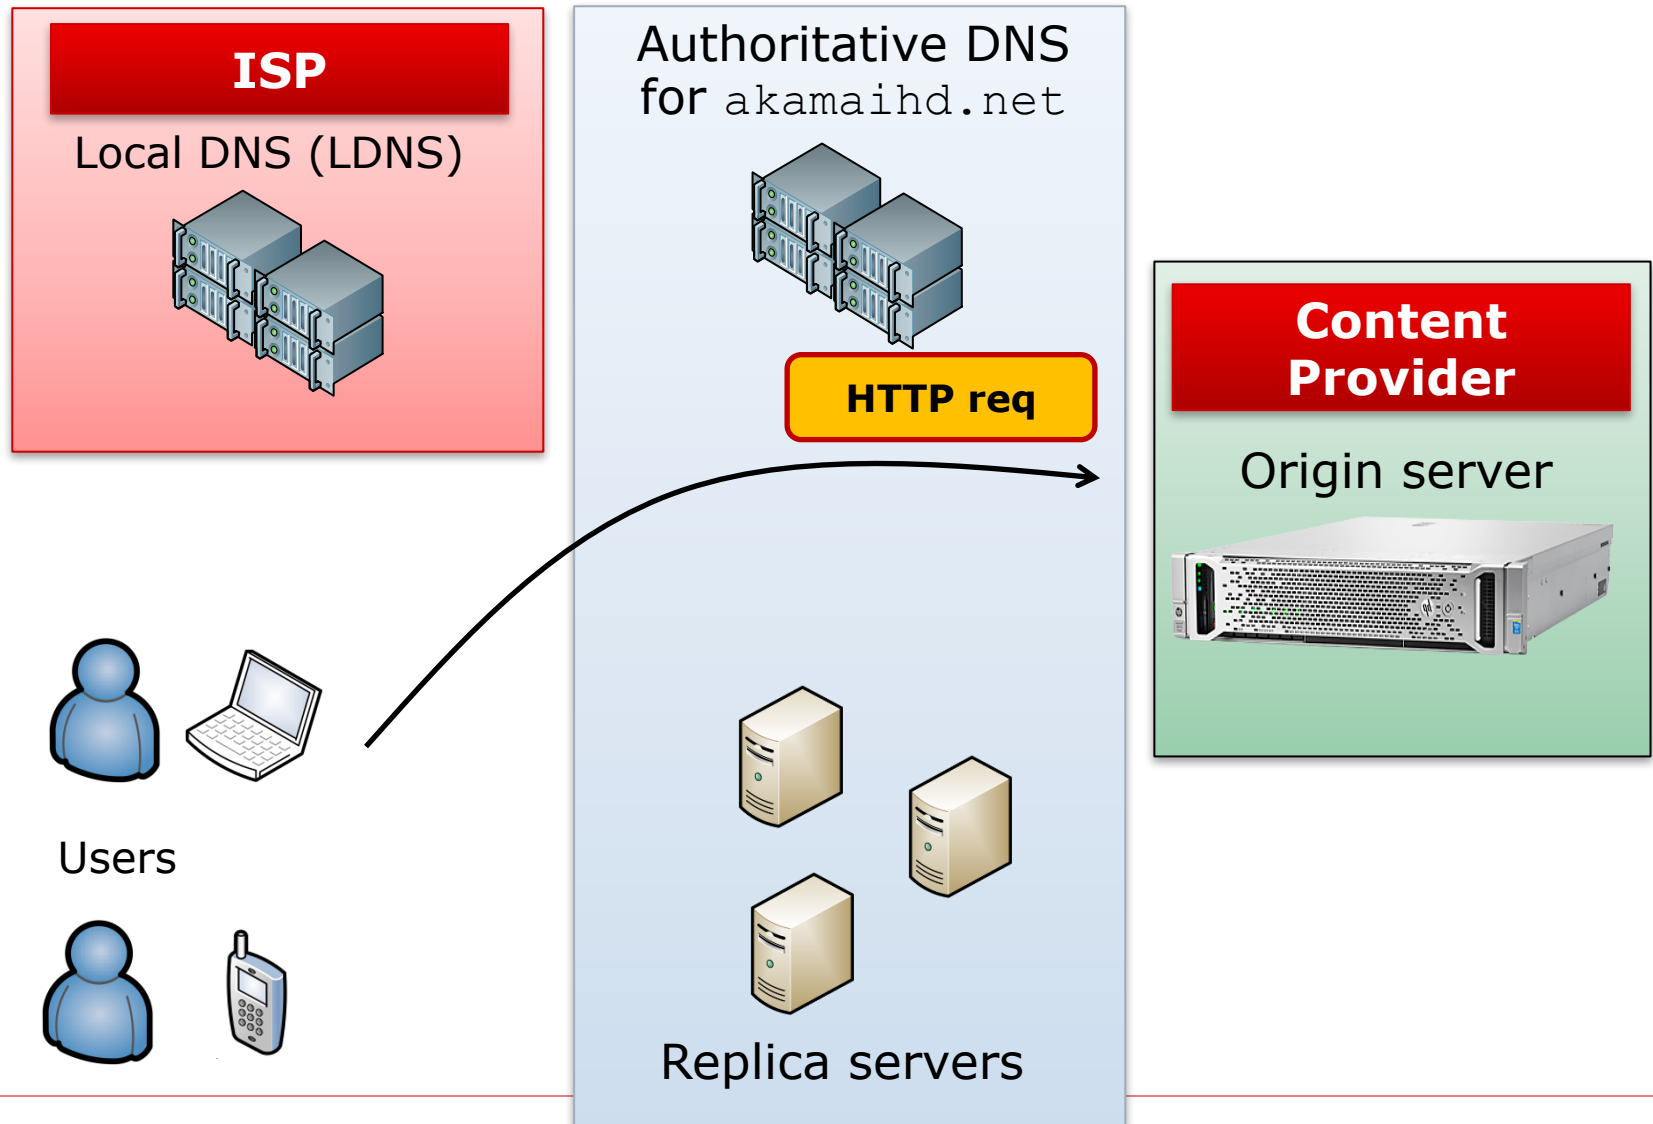 ISP
Local DNS (LDNS)
Authoritative DNS
for akamaihd.net
HTTP req
Content
Provider
Origin server
Users
Replica servers